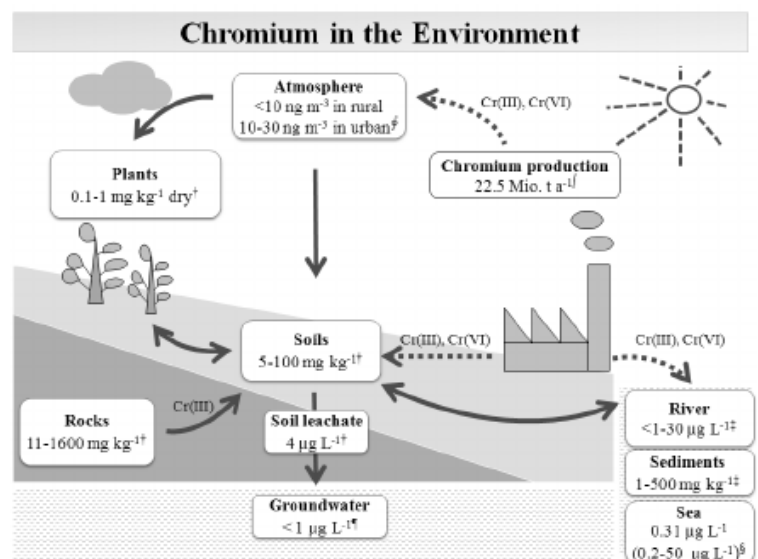 Chromium in the Environment
Atmosphere
<10 ng m⁻³ in rural
10-30 ng m⁻³ in urban∮
Cr(III), Cr(VI)
Chromium production
22.5 Mio. t a⁻¹∫
Plants
0.1-1 mg kg⁻¹ dry†
Soils
5-100 mg kg⁻¹†
Cr(III), Cr(VI)
Cr(III), Cr(VI)
Rocks
11-1600 mg kg⁻¹†
Cr(III)
Soil leachate
4 µg L⁻¹†
Groundwater
<1 µg L⁻¹¶
River
<1-30 µg L⁻¹‡
Sediments
1-500 mg kg⁻¹‡
Sea
0.31 µg L⁻¹
(0.2-50 µg L⁻¹)§